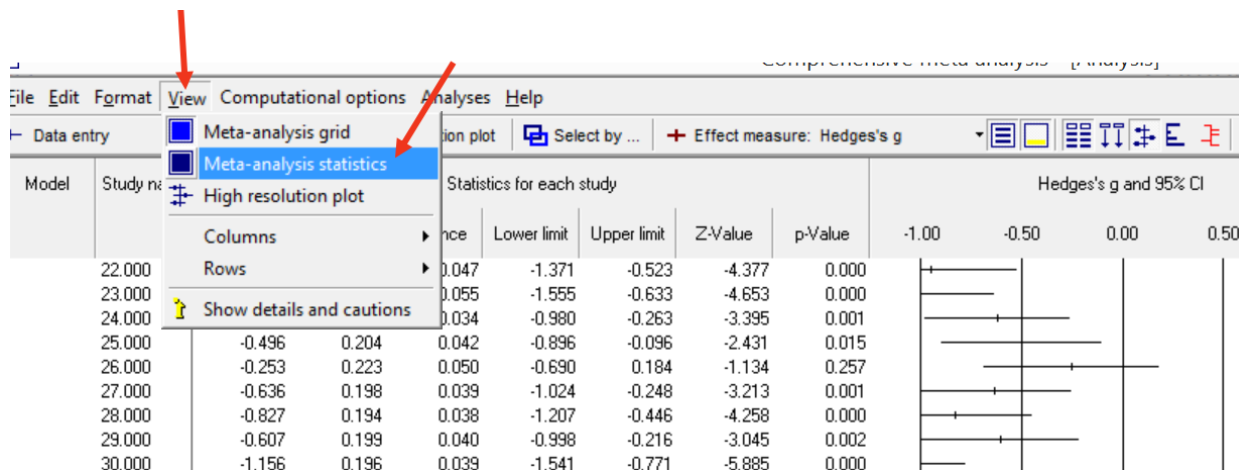 Comprehensive meta analysis - [Analysis]
File Edit Format View Computational options Analyses Help
Data entry
tion plot Select by ... Effect measure: Hedges's g
Meta-analysis grid
Meta-analysis statistics
High resolution plot
Columns
Rows
Show details and cautions
Model Study na Statistics for each study Hedges's g and 95% CI
nce Lower limit Upper limit Z-Value p-Value -1.00 -0.50 0.00 0.50
22.000 0.047 -1.371 -0.523 -4.377 0.000
23.000 0.055 -1.555 -0.633 -4.653 0.000
24.000 0.034 -0.980 -0.263 -3.395 0.001
25.000 -0.496 0.204 0.042 -0.896 -0.096 -2.431 0.015
26.000 -0.253 0.223 0.050 -0.690 0.184 -1.134 0.257
27.000 -0.636 0.198 0.039 -1.024 -0.248 -3.213 0.001
28.000 -0.827 0.194 0.038 -1.207 -0.446 -4.258 0.000
29.000 -0.607 0.199 0.040 -0.998 -0.216 -3.045 0.002
30.000 -1.156 0.196 0.039 -1.541 -0.771 -5.885 0.000